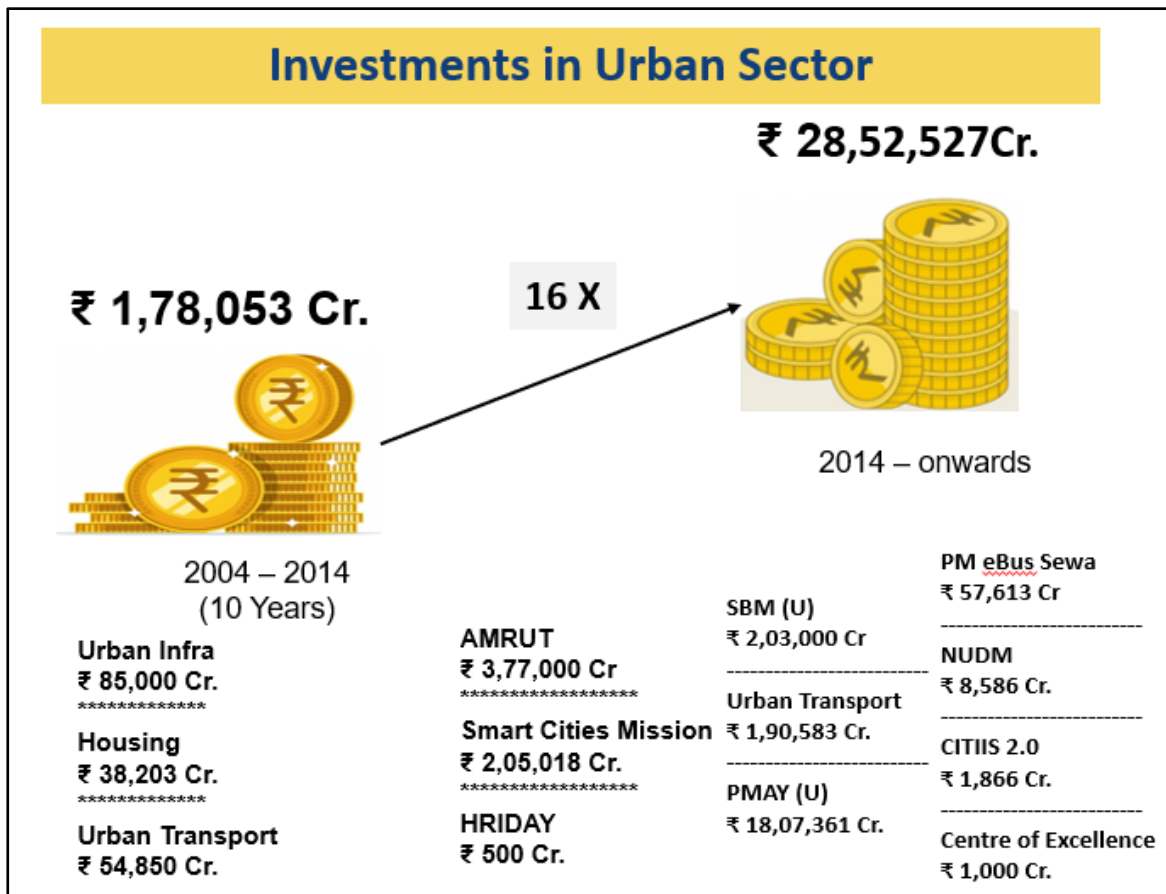 Investments in Urban Sector
₹ 28,52,527Cr.
₹ 1,78,053 Cr.
16 X
2014 – onwards
2004 – 2014
(10 Years)
Urban Infra
₹ 85,000 Cr.
*************
Housing
₹ 38,203 Cr.
*************
Urban Transport
₹ 54,850 Cr.
AMRUT
₹ 3,77,000 Cr
******************
Smart Cities Mission
₹ 2,05,018 Cr.
******************
HRIDAY
₹ 500 Cr.
SBM (U)
₹ 2,03,000 Cr
--------------------------
Urban Transport
₹ 1,90,583 Cr.
--------------------------
PMAY (U)
₹ 18,07,361 Cr.
PM eBus Sewa
₹ 57,613 Cr
--------------------------
NUDM
₹ 8,586 Cr.
--------------------------
CITIIS 2.0
₹ 1,866 Cr.
--------------------------
Centre of Excellence
₹ 1,000 Cr.